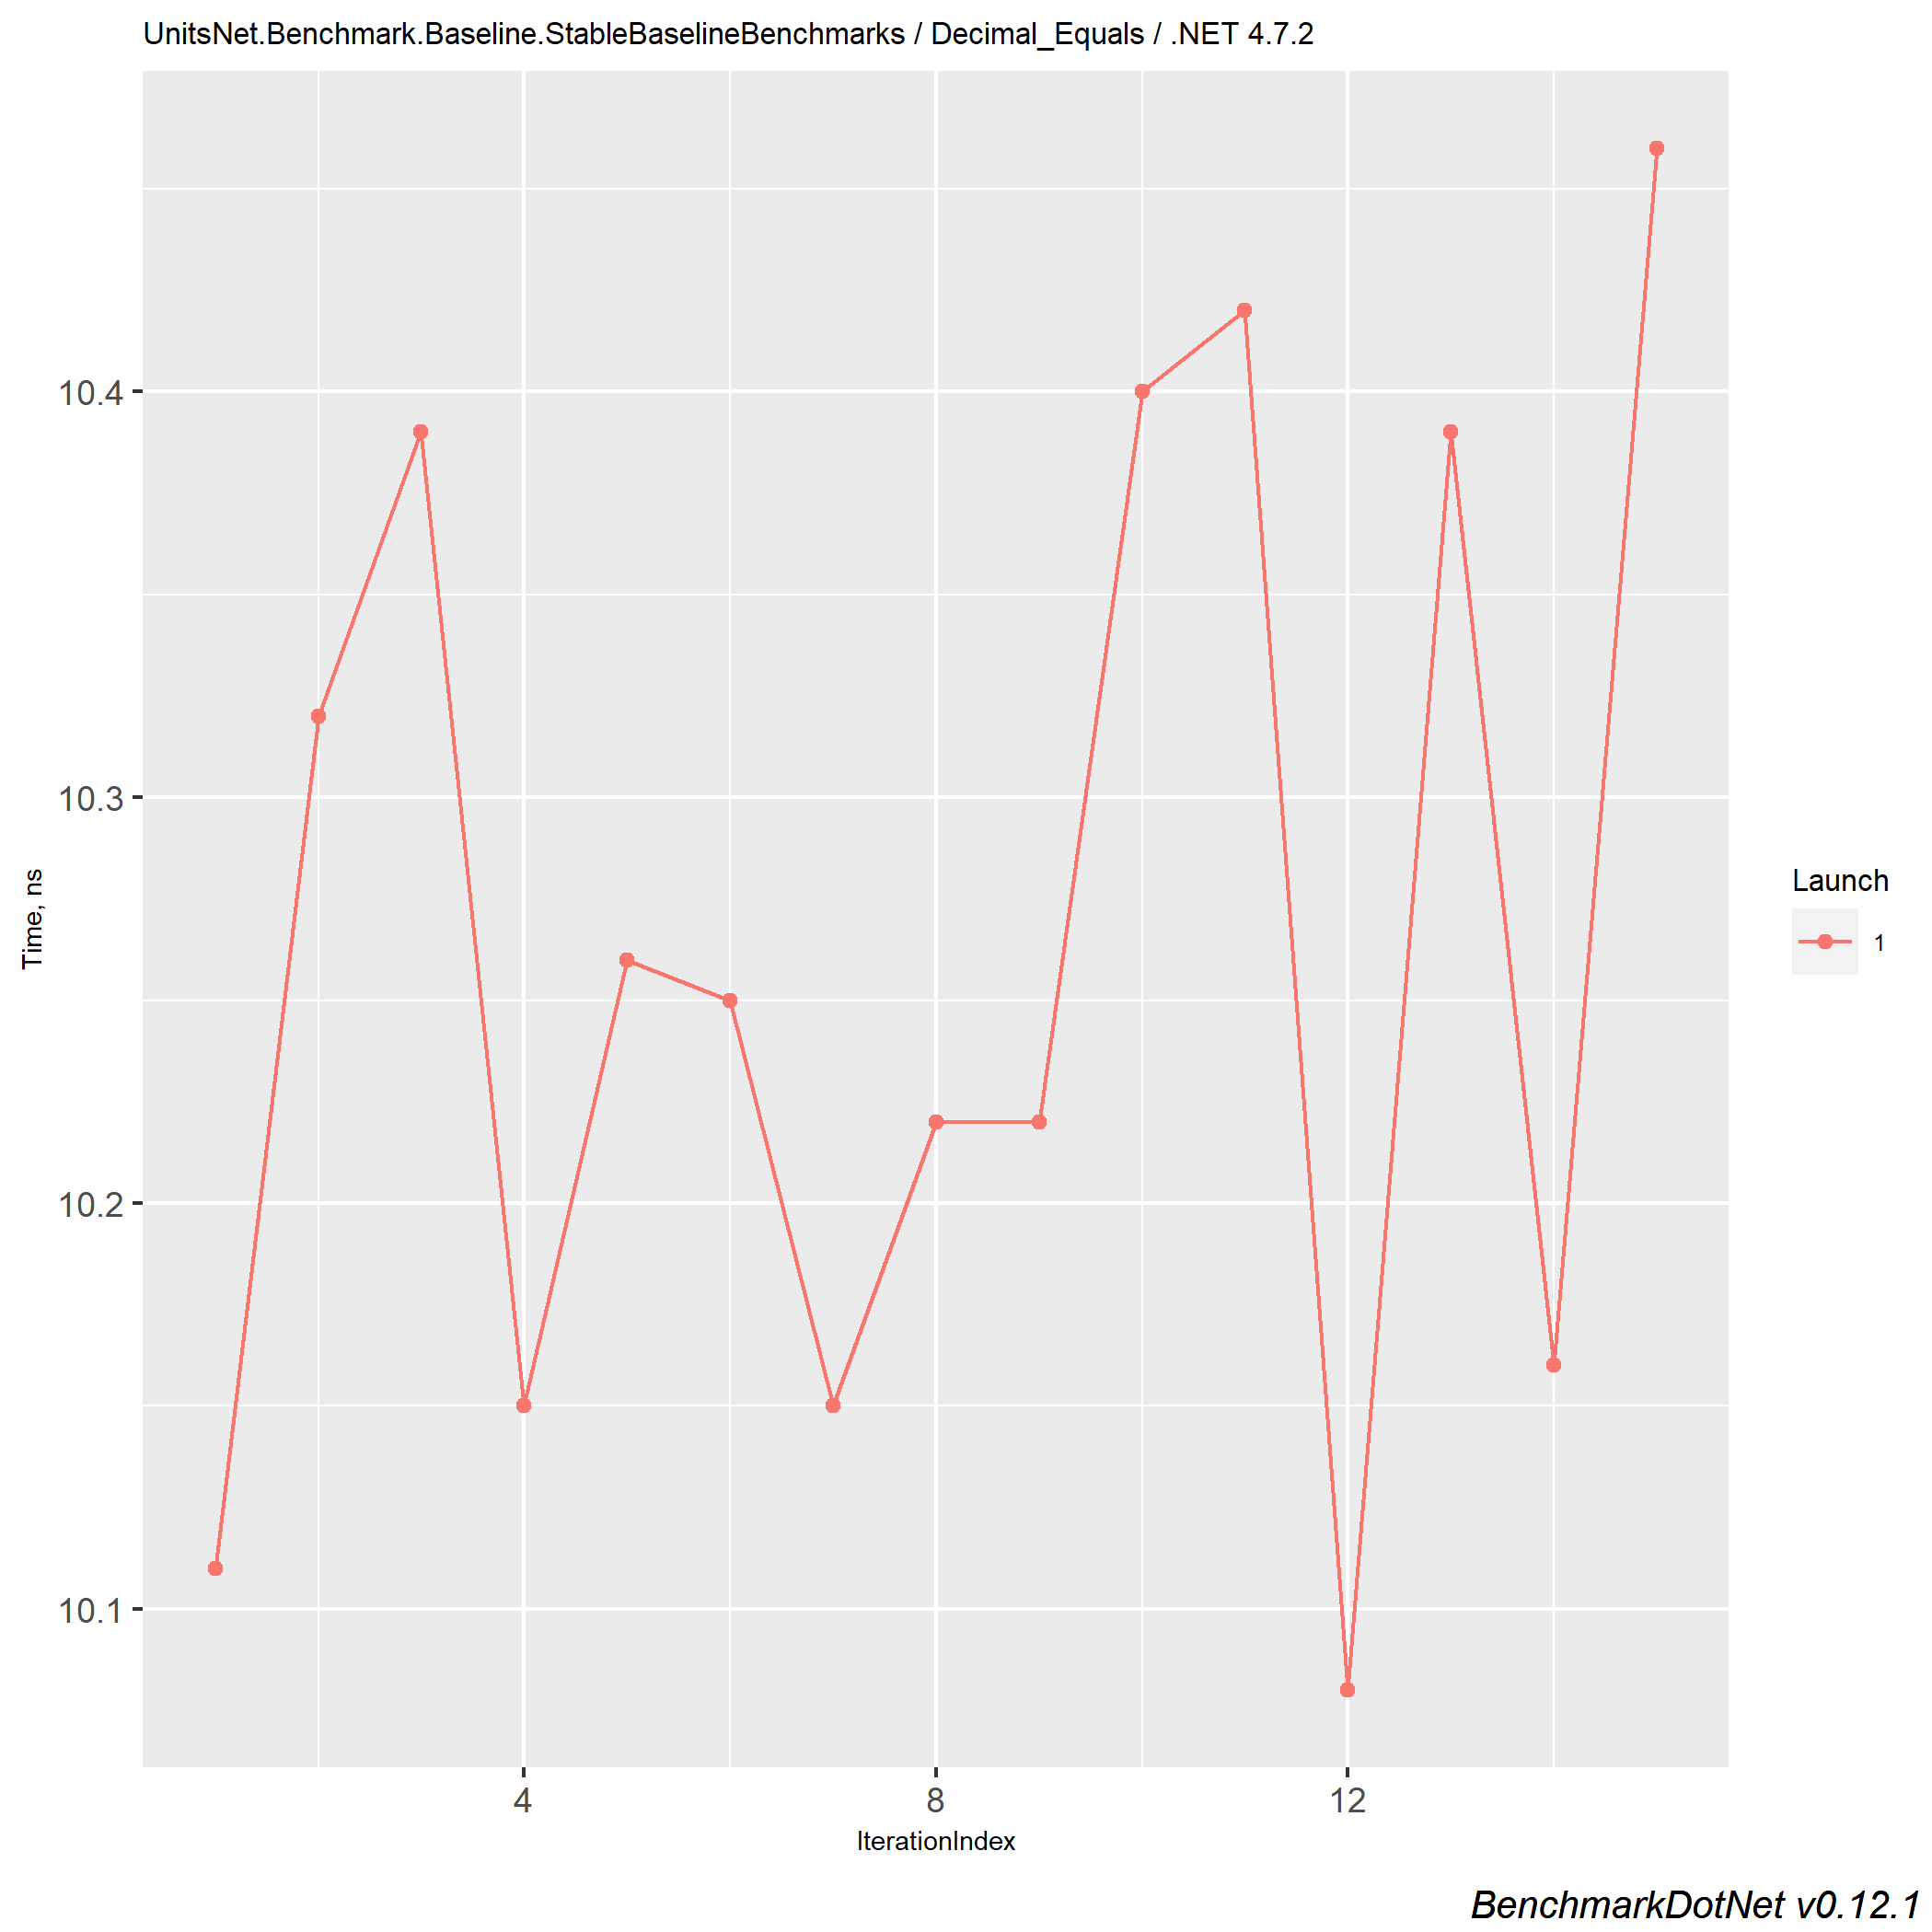 UnitsNet.Benchmark.Baseline.StableBaselineBenchmarks / Decimal_Equals / .NET 4.7.2
10.4
10.3
10.2
10.1
Time, ns
4
8
12
IterationIndex
Launch
1
BenchmarkDotNet v0.12.1